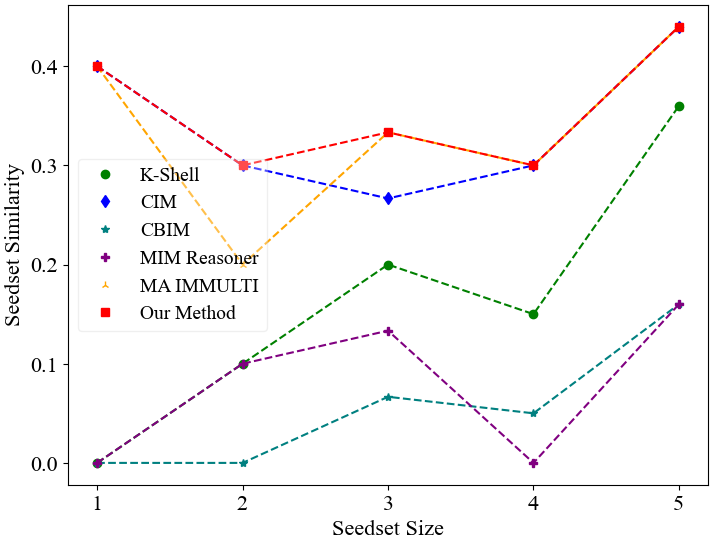 0.4
0.3
0.2
0.1
0.0
Seedset Similarity
K-Shell
CIM
CBIM
MIM Reasoner
MA IMMULTI
Our Method
1 2 3 4 5
Seedset Size